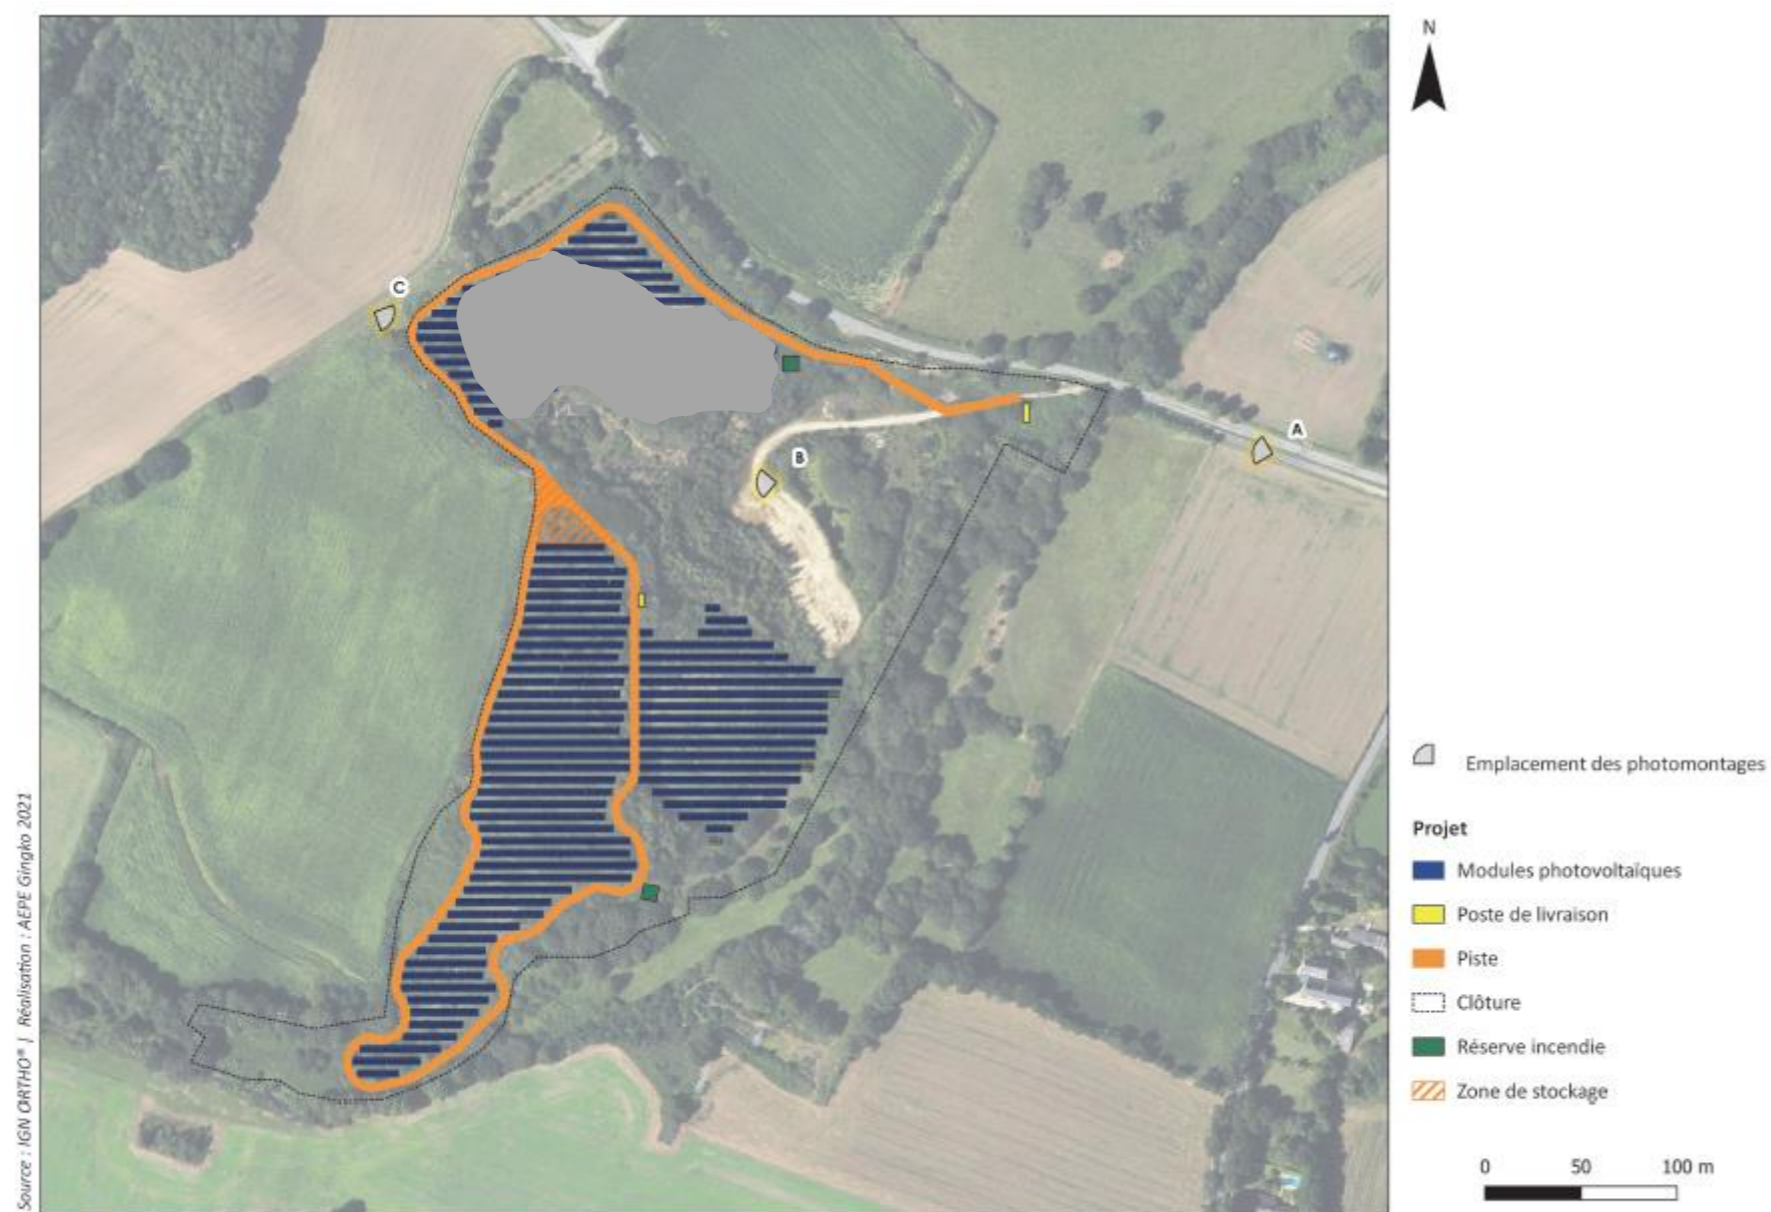 N
C
A
B
Emplacement des photomontages
Projet
Modules photovoltaïques
Poste de livraison
Piste
Clôture
Réserve incendie
Zone de stockage
0 50 100 m
Source : IGN ORTHO® | Réalisation : AEPE Gingko 2021